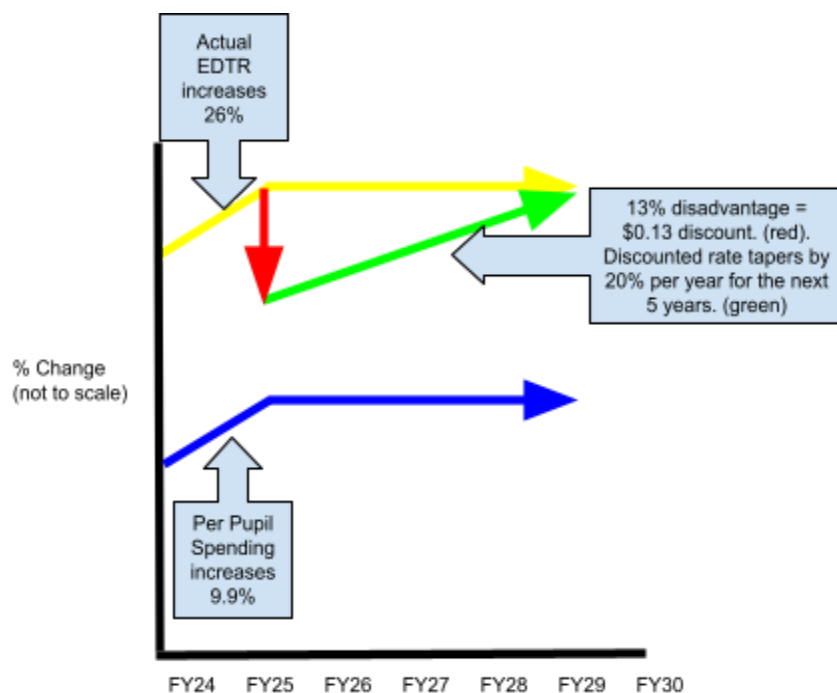 Actual
EDTR
increases
26%
13% disadvantage =
$0.13 discount. (red).
Discounted rate tapers by
20% per year for the next
5 years. (green)
% Change
(not to scale)
Per Pupil
Spending
increases
9.9%
FY24 FY25 FY26 FY27 FY28 FY29 FY30